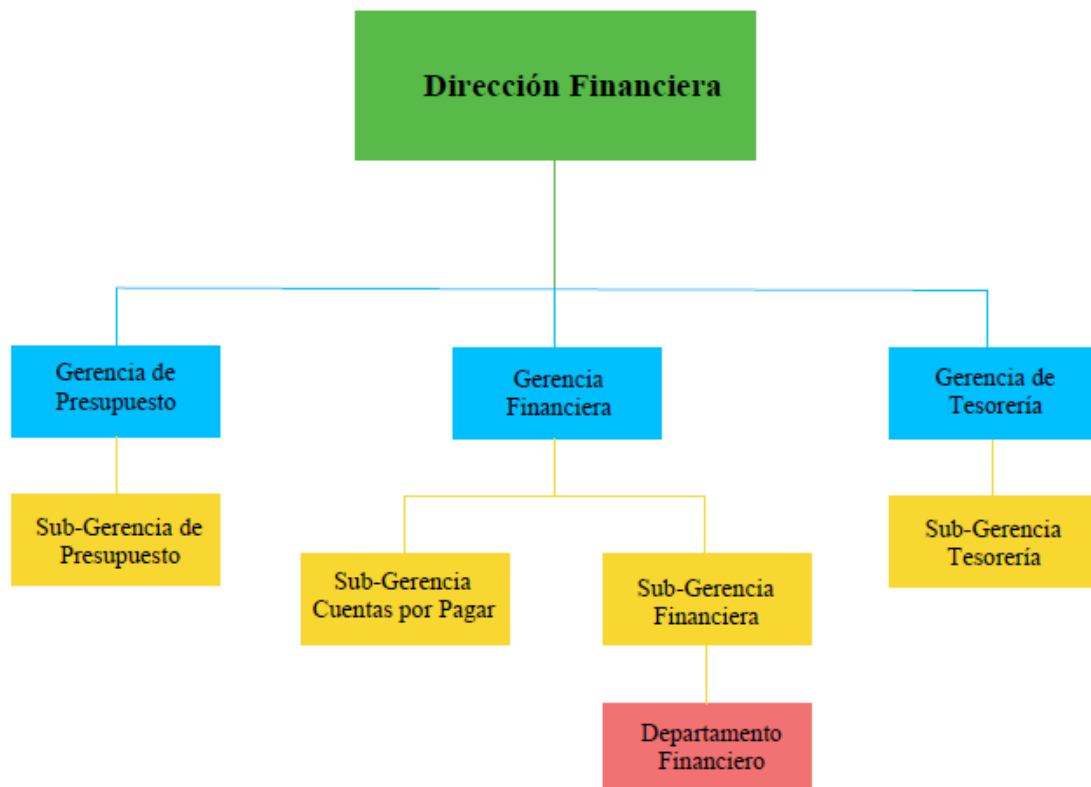 Dirección Financiera
Gerencia de
Presupuesto
Gerencia
Financiera
Gerencia de
Tesorería
Sub-Gerencia de
Presupuesto
Sub-Gerencia
Cuentas por Pagar
Sub-Gerencia
Financiera
Sub-Gerencia
Tesorería
Departamento
Financiero